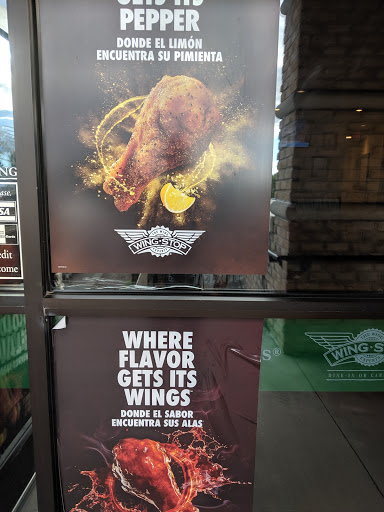 PEPPER
DONDE EL LIMÓN
ENCUENTRA SU PIMIENTA
WING-STOP
WHERE
FLAVOR
GETS ITS
WINGS
DONDE EL SABOR
ENCUENTRA SUS ALAS
WING-STOP